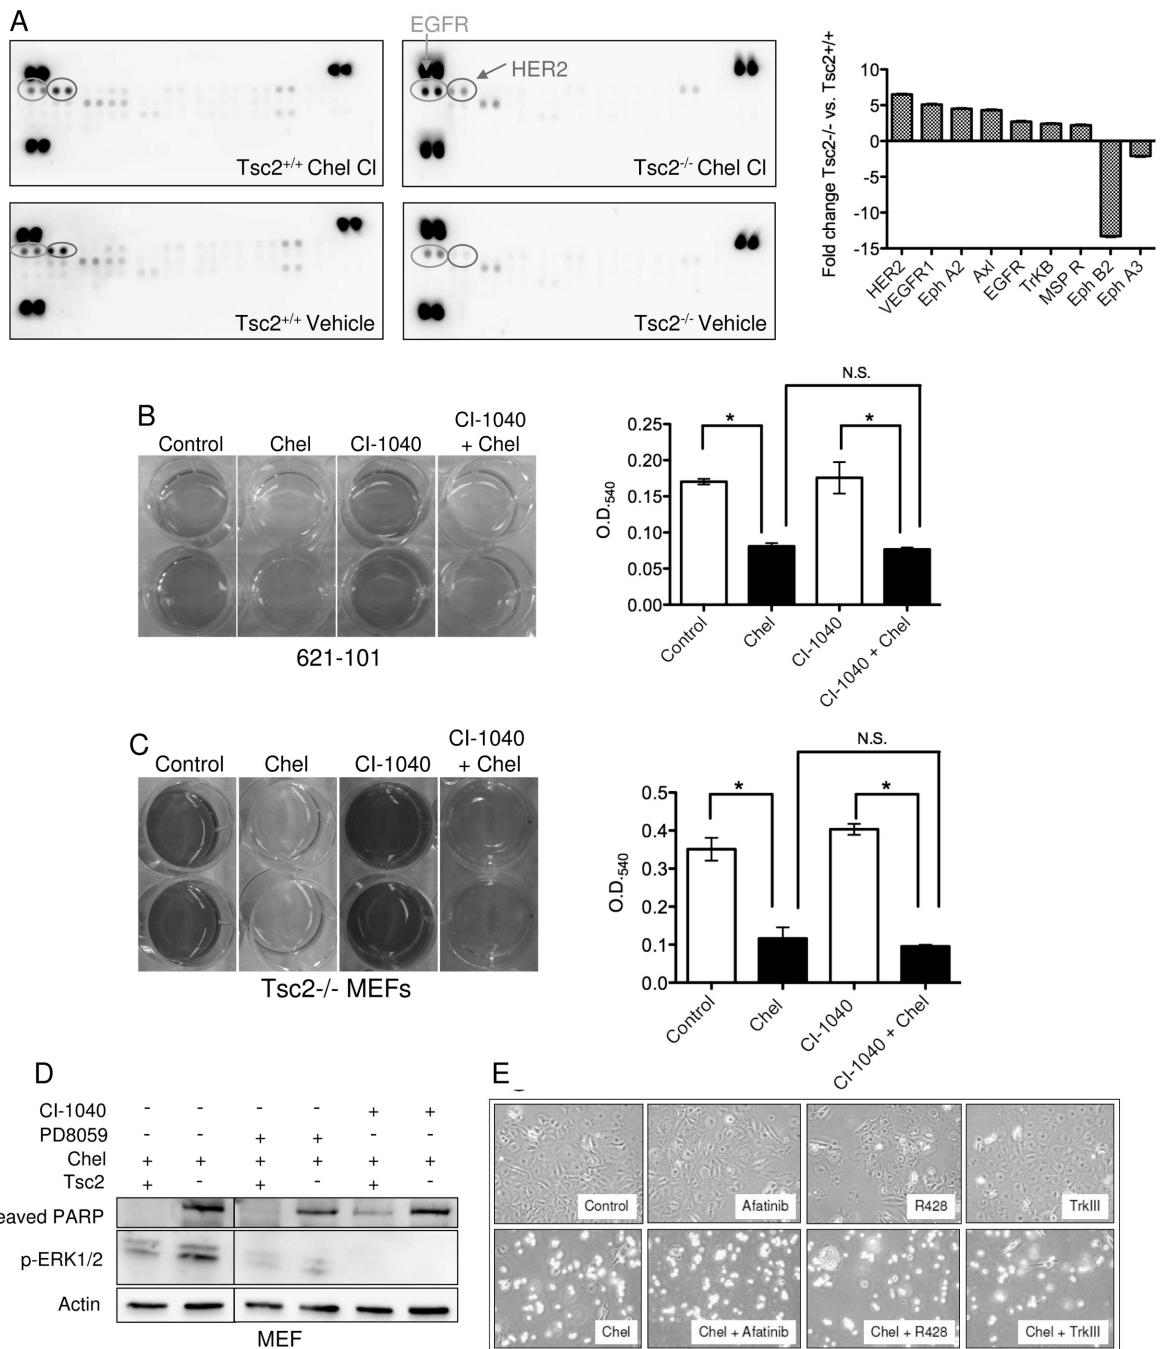 A
EGFR
HER2
Tsc2+/+ Chel CI
Tsc2-/- Chel CI
Tsc2+/+ Vehicle
Tsc2-/- Vehicle
Fold change Tsc2-/- vs. Tsc2+/+
10
5
0
-5
-10
-15
HER2
VEGFR1
Eph A2
Axl
EGFR
TrKB
MSP R
Eph B2
Eph A3
B
Control
Chel
CI-1040
CI-1040
+ Chel
621-101
N.S.
*
*
O.D.540
0.25
0.20
0.15
0.10
0.05
0.00
Control
Chel
CI-1040
CI-1040 + Chel
C
Control
Chel
CI-1040
CI-1040
+ Chel
Tsc2-/- MEFs
N.S.
*
*
O.D.540
0.5
0.4
0.3
0.2
0.1
0.0
Control
Chel
CI-1040
CI-1040 + Chel
D
CI-1040 - - - - + +
PD8059 - - + + - -
Chel + + + + + +
Tsc2 + - + - + -
eaved PARP
p-ERK1/2
Actin
MEF
E
Control
Afatinib
R428
TrkIII
Chel
Chel + Afatinib
Chel + R428
Chel + TrkIII